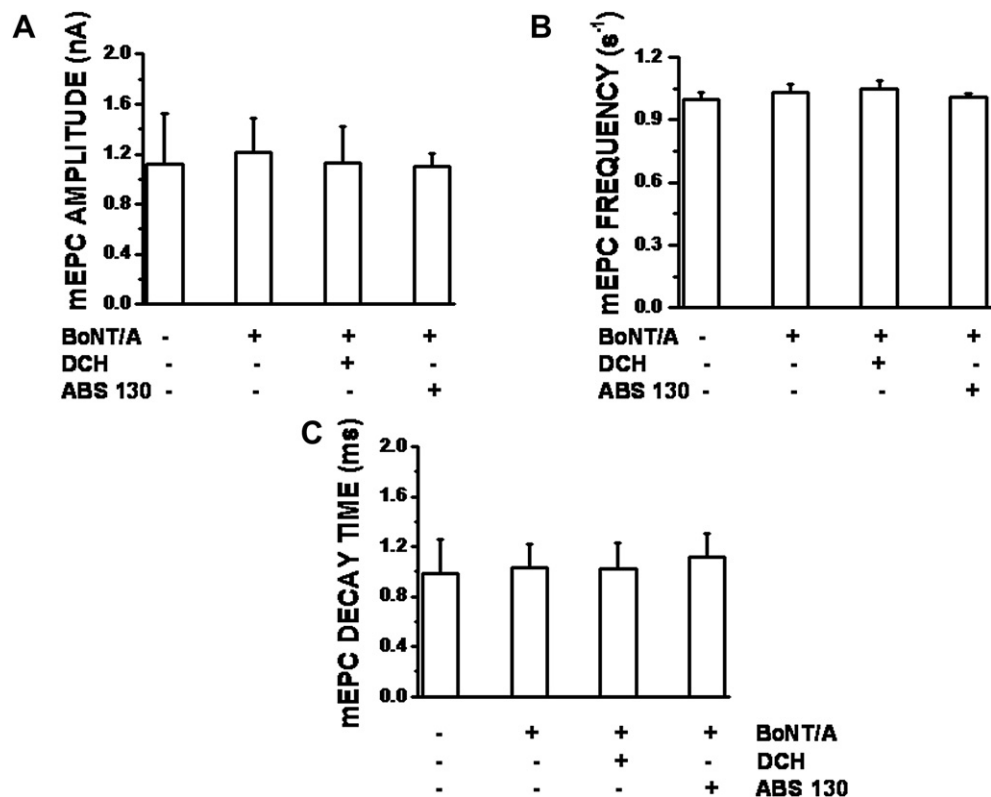 A
mEPC AMPLITUDE (nA)
2.0
1.6
1.2
0.8
0.4
0.0
BoNT/A - + + +
DCH - - + -
ABS 130 - - - +
B
mEPC FREQUENCY (s-1)
1.2
0.9
0.6
0.3
0.0
BoNT/A - + + +
DCH - - + -
ABS 130 - - - +
C
mEPC DECAY TIME (ms)
2.0
1.6
1.2
0.8
0.4
0.0
- + + + BoNT/A
- - + - DCH
- - - + ABS 130